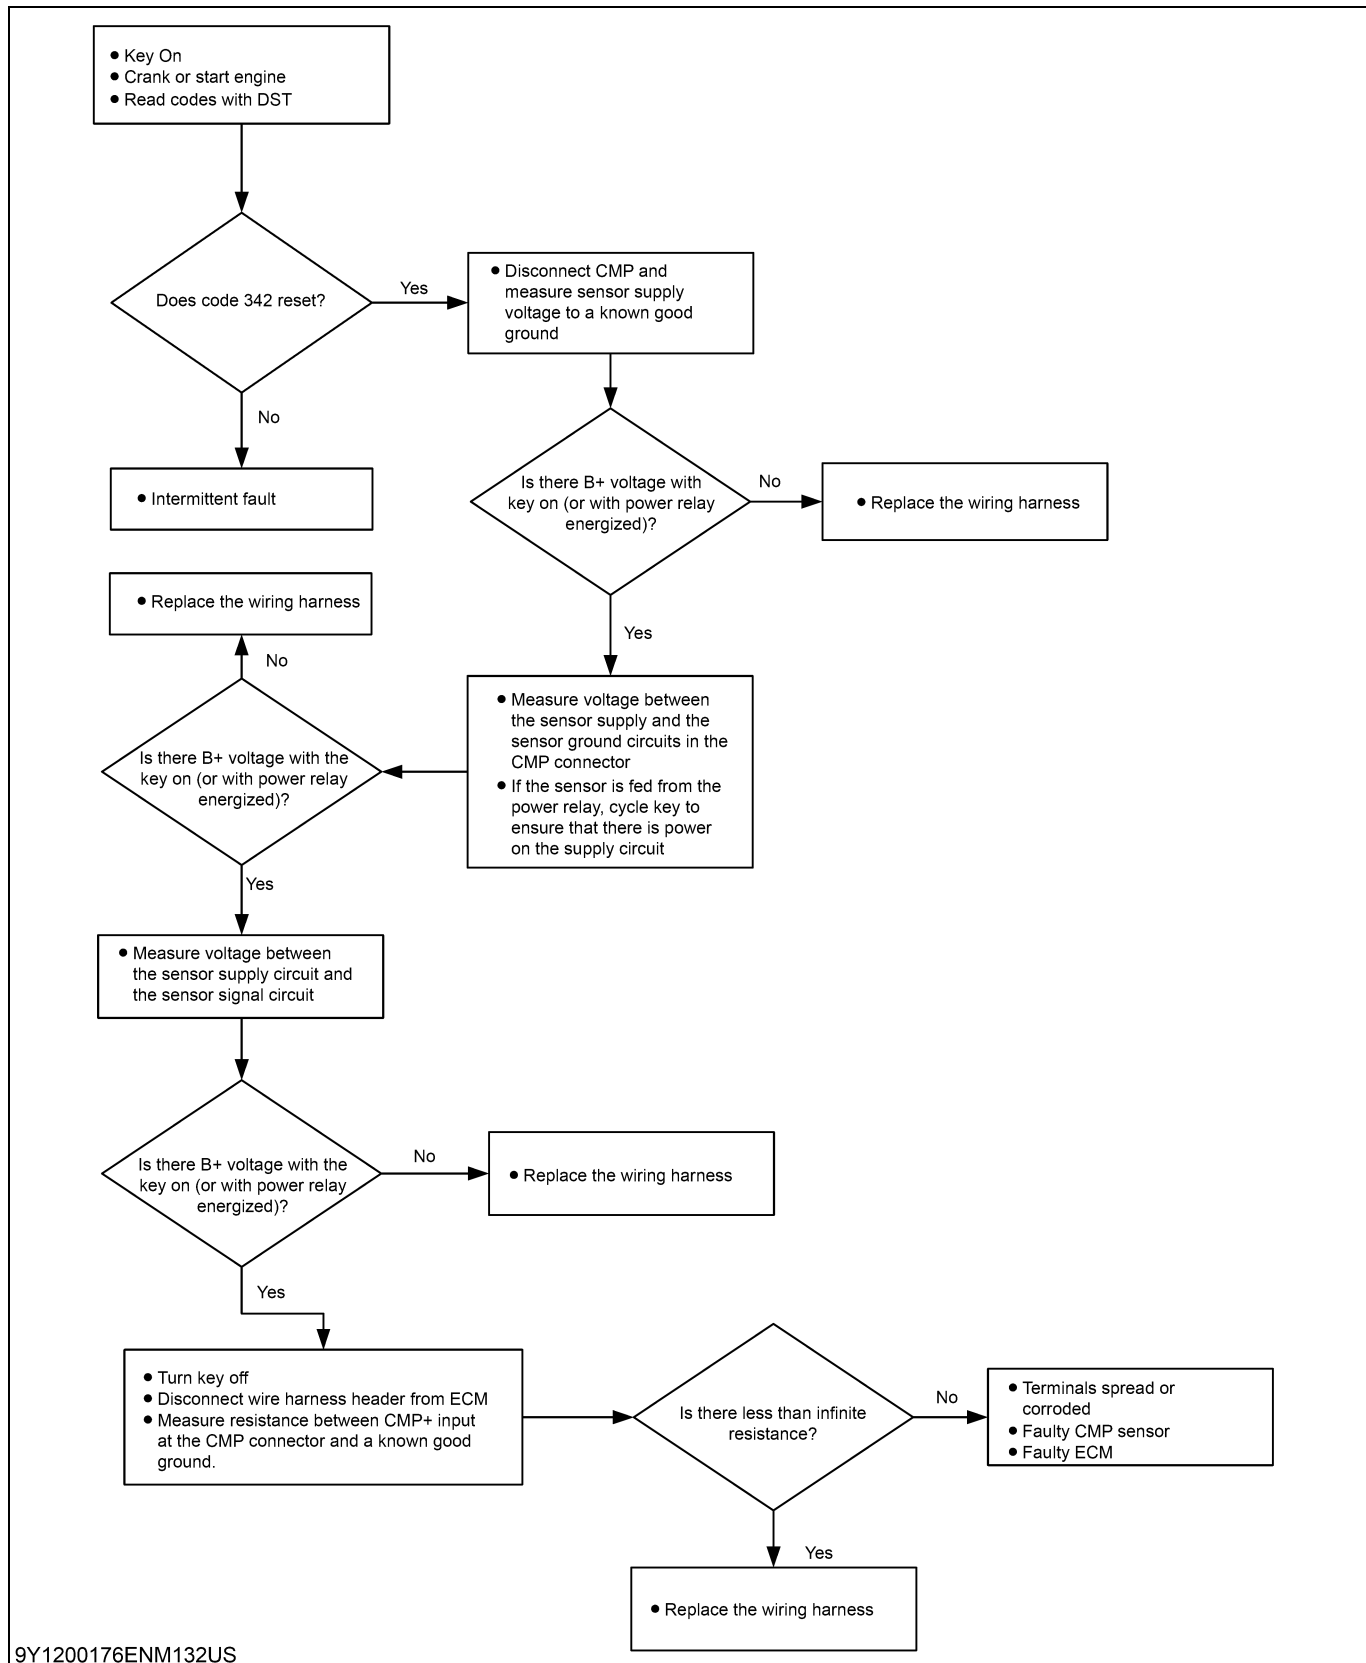 ● Key On
● Crank or start engine
● Read codes with DST
Does code 342 reset?
Yes
● Disconnect CMP and
measure sensor supply
voltage to a known good
ground
No
● Intermittent fault
Is there B+ voltage with
key on (or with power relay
energized)?
No
● Replace the wiring harness
Yes
● Replace the wiring harness
No
● Measure voltage between
the sensor supply and the
sensor ground circuits in the
CMP connector
● If the sensor is fed from the
power relay, cycle key to
ensure that there is power
on the supply circuit
Is there B+ voltage with the
key on (or with power relay
energized)?
Yes
● Measure voltage between
the sensor supply circuit and
the sensor signal circuit
Is there B+ voltage with the
key on (or with power relay
energized)?
No
● Replace the wiring harness
Yes
● Turn key off
● Disconnect wire harness header from ECM
● Measure resistance between CMP+ input
at the CMP connector and a known good
ground.
Is there less than infinite
resistance?
No
● Terminals spread or
corroded
● Faulty CMP sensor
● Faulty ECM
Yes
● Replace the wiring harness
9Y1200176ENM132US